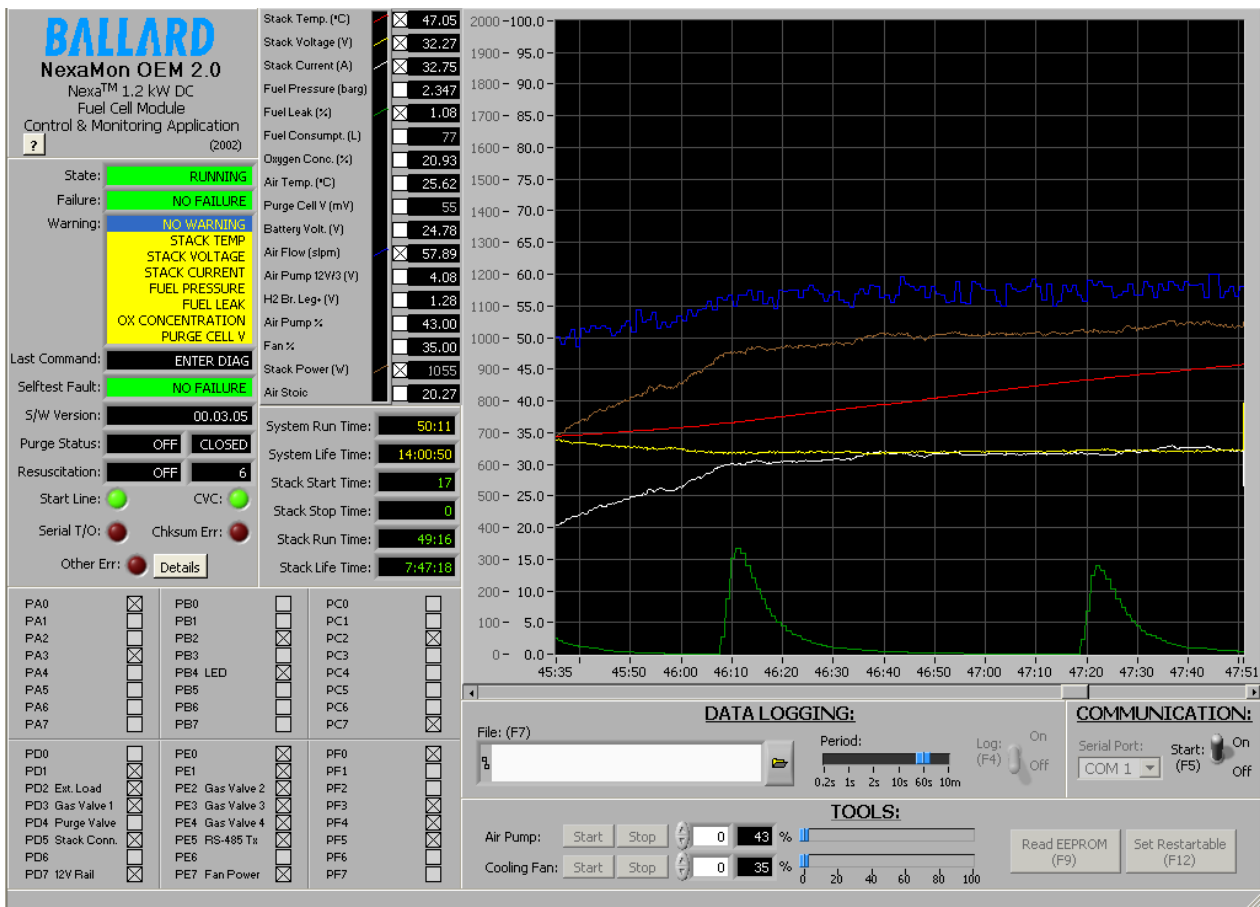 BALLARD
NexaMon OEM 2.0
Nexa™ 1.2 kW DC
Fuel Cell Module
Control & Monitoring Application
? (2002)
State: RUNNING
Failure: NO FAILURE
Warning: NO WARNING
STACK TEMP
STACK VOLTAGE
STACK CURRENT
FUEL PRESSURE
FUEL LEAK
OX CONCENTRATION
PURGE CELL V
Last Command: ENTER DIAG
Selftest Fault: NO FAILURE
S/W Version: 00.03.05
Purge Status: OFF CLOSED
Resuscitation: OFF 6
Start Line: CVC:
Serial T/O: Chksum Err:
Other Err: Details
Stack Temp. (°C) 47.05
Stack Voltage (V) 32.27
Stack Current (A) 32.75
Fuel Pressure (barg) 2.347
Fuel Leak (%) 1.08
Fuel Consumpt. (L) 77
Oxygen Conc. (%) 20.93
Air Temp. (°C) 25.62
Purge Cell V (mV) 55
Battery Volt. (V) 24.78
Air Flow (slpm) 57.89
Air Pump 12V/3 (V) 4.08
H2 Br. Leg+ (V) 1.28
Air Pump % 43.00
Fan % 35.00
Stack Power (W) 1055
Air Stoic 20.27
System Run Time: 50:11
System Life Time: 14:00:50
Stack Start Time: 17
Stack Stop Time: 0
Stack Run Time: 49:16
Stack Life Time: 7:47:18
2000 100.0
1900 95.0
1800 90.0
1700 85.0
1600 80.0
1500 75.0
1400 70.0
1300 65.0
1200 60.0
1100 55.0
1000 50.0
900 45.0
800 40.0
700 35.0
600 30.0
500 25.0
400 20.0
300 15.0
200 10.0
100 5.0
0 0.0
45:35 45:50 46:00 46:10 46:20 46:30 46:40 46:50 47:00 47:10 47:20 47:30 47:40 47:51
PA0 PB0 PC0
PA1 PB1 PC1
PA2 PB2 PC2
PA3 PB3 PC3
PA4 PB4 LED PC4
PA5 PB5 PC5
PA6 PB6 PC6
PA7 PB7 PC7
PD0 PE0 PF0
PD1 PE1 PF1
PD2 Ext. Load PE2 Gas Valve 2 PF2
PD3 Gas Valve 1 PE3 Gas Valve 3 PF3
PD4 Purge Valve PE4 Gas Valve 4 PF4
PD5 Stack Conn. PE5 RS-485 Tx PF5
PD6 PE6 PF6
PD7 12V Rail PE7 Fan Power PF7
DATA LOGGING:
File: (F7)
Period:
0.2s 1s 2s 10s 60s 10m
Log: (F4)
On
Off
COMMUNICATION:
Serial Port:
COM 1
Start: (F5)
On
Off
TOOLS:
Air Pump: Start Stop 0 43 %
Cooling Fan: Start Stop 0 35 %
0 20 40 60 80 100
Read EEPROM
(F9)
Set Restartable
(F12)